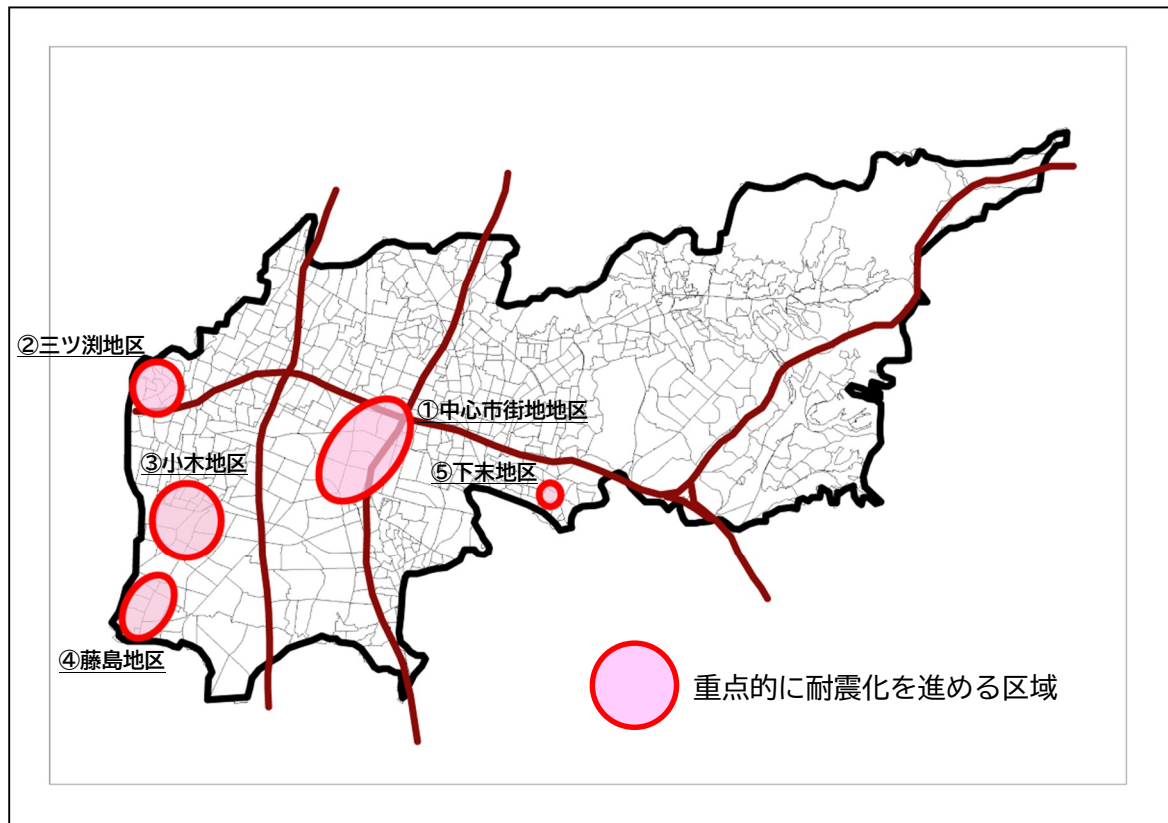 ②三ツ渕地区
①中心市街地地区
③小木地区
⑤下末地区
④藤島地区
重点的に耐震化を進める区域